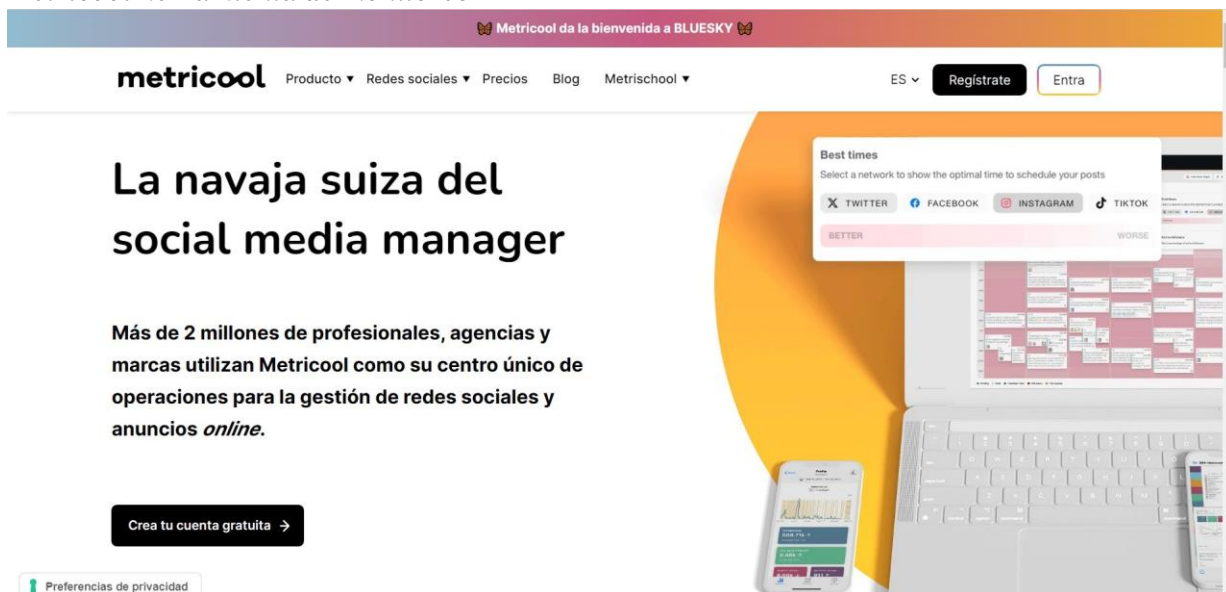 🦋 Metricool da la bienvenida a BLUESKY 🦋
metricool Producto ▼ Redes sociales ▼ Precios Blog Metrischool ▼ ES Regístrate Entra
La navaja suiza del
social media manager
Más de 2 millones de profesionales, agencias y
marcas utilizan Metricool como su centro único de
operaciones para la gestión de redes sociales y
anuncios online.
Crea tu cuenta gratuita →
Preferencias de privacidad
Best times
Select a network to show the optimal time to schedule your posts
TWITTER FACEBOOK INSTAGRAM TIKTOK
BETTER WORSE